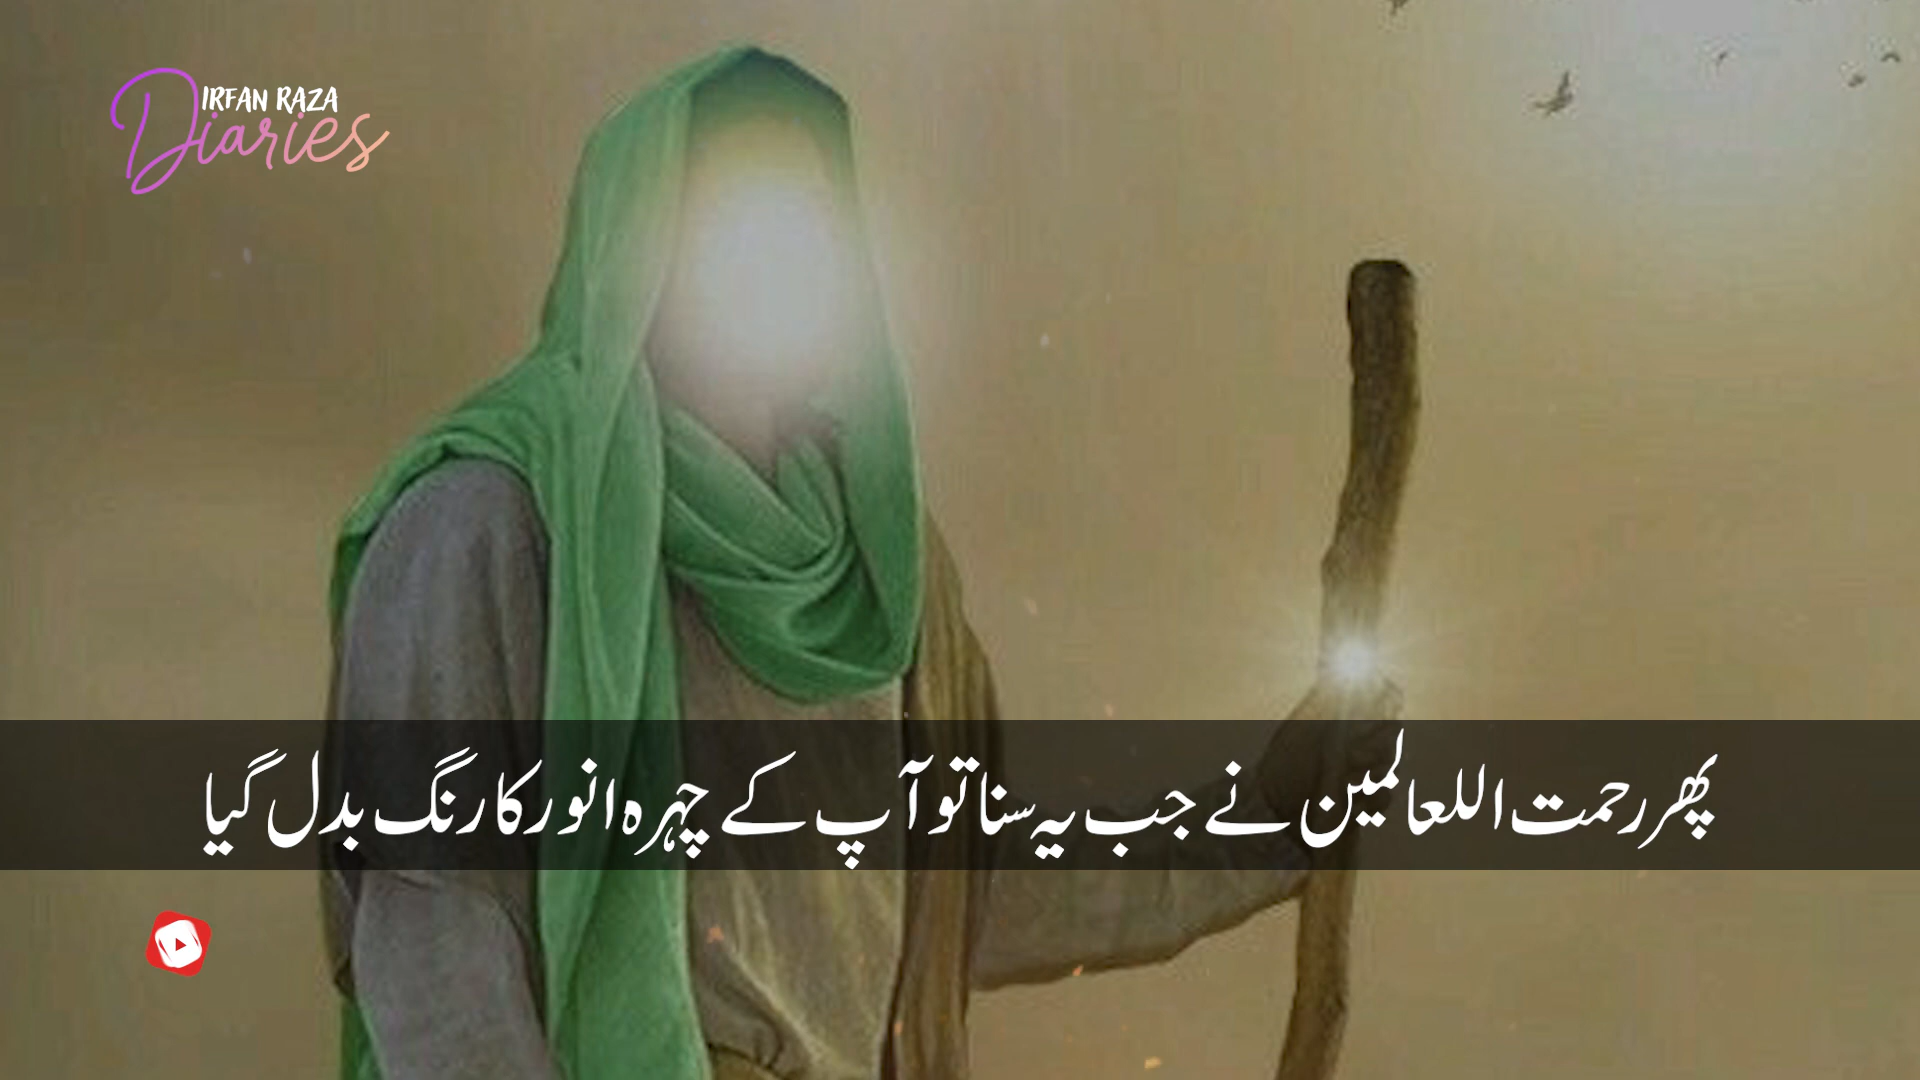 IRFAN RAZA
Diaries
پھر رحمت اللعالمین نے جب یہ سنا تو آپ کے چہرہ انور کا رنگ بدل گیا